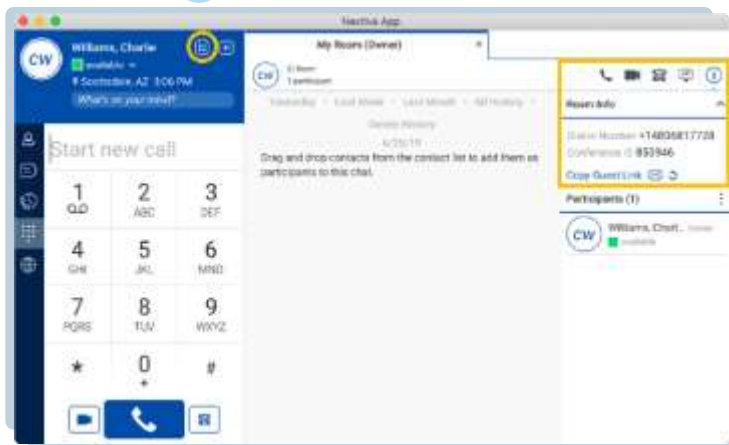 Nextiva App
CW
Williams, Charlie
available
Scottsdale, AZ 3:06 PM
What's on your mind?
Start new call
1
2
ABC
3
DEF
4
GHI
5
JKL
6
MNO
7
PQRS
8
TUV
9
WXYZ
*
0
+
#
My Room (Owner)
×
CW
My Room
1 participant
Yesterday - Last Week - Last Month - All History -
Delete History
Drag and drop contacts from the contact list to add them as
participants to this chat.
Room Info
Dial-in Number +14806817728
Conference ID 853946
Copy Guest Link
Participants (1)
CW
Williams, Charl.. Owner
available